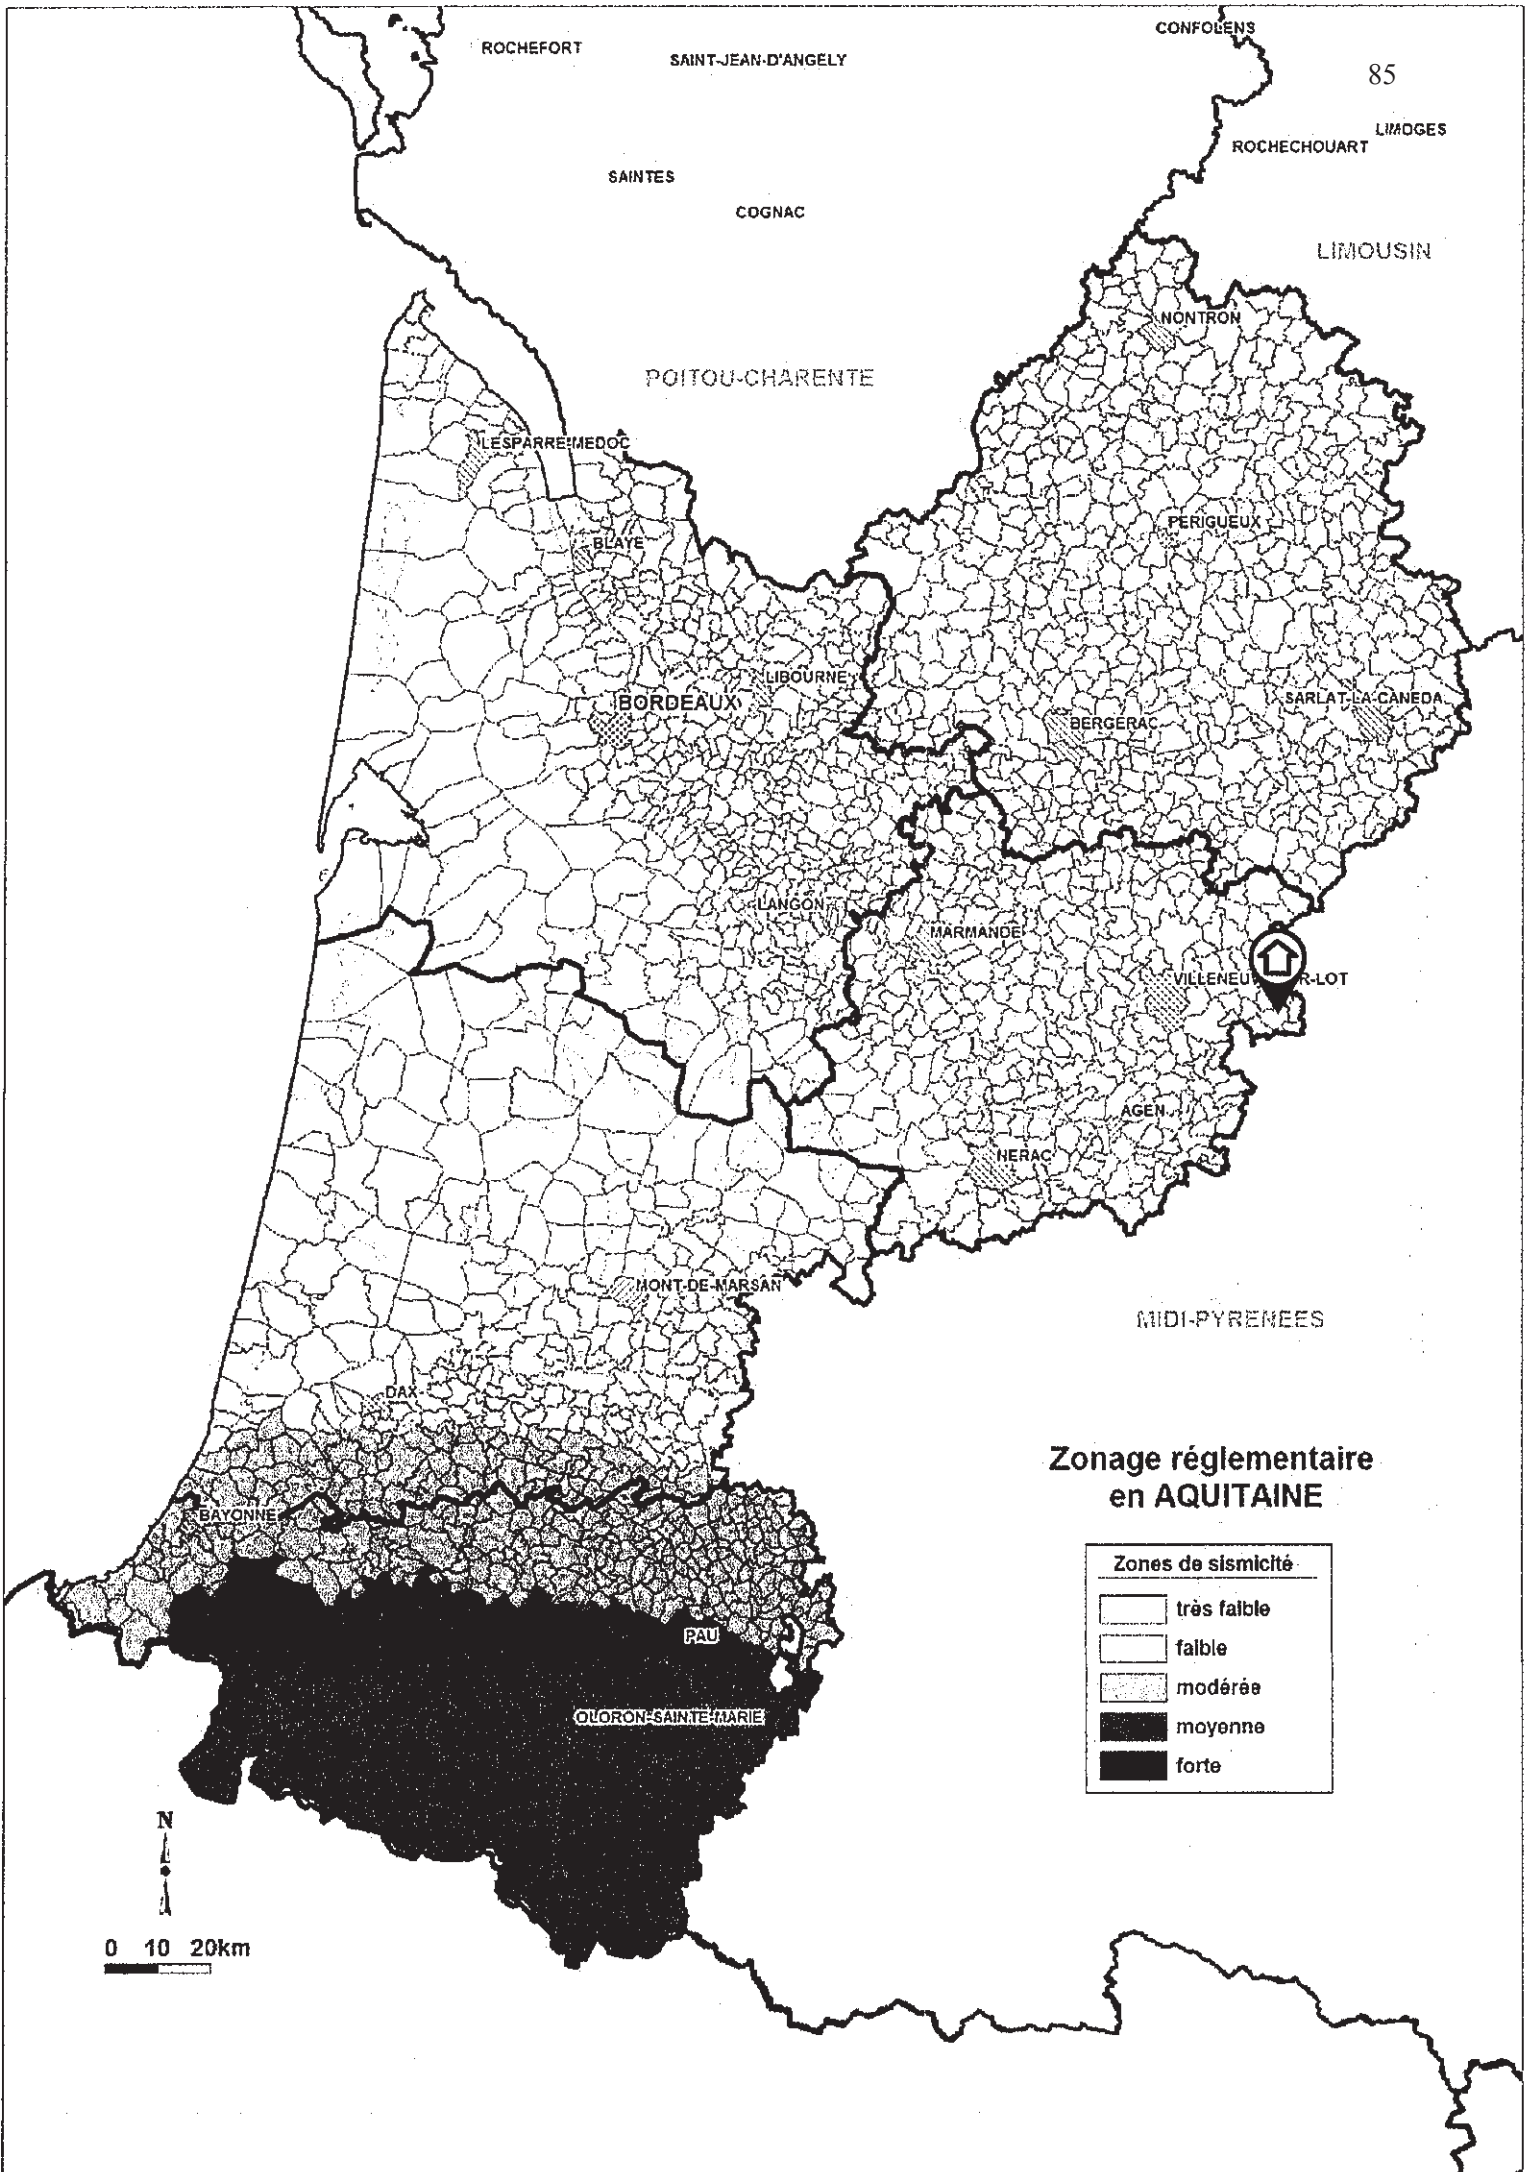 CONFOLENS
ROCHEFORT
SAINT-JEAN-D'ANGELY
85
LIMOGES
ROCHECHOUART
SAINTES
COGNAC
LIMOUSIN
NONTRON
POITOU-CHARENTE
LESPARRE-MEDOC
PERIGUEUX
BLAYE
LIBOURNE
SARLAT-LA-CANEDA
BORDEAUX
BERGERAC
LANGON
MARMANDE
VILLENEU R-LOT
AGEN
NERAC
MONT-DE-MARSAN
MIDI-PYRENEES
DAX
Zonage réglementaire
en AQUITAINE
BAYONNE
Zones de sismicité
très faible
faible
modérée
moyenne
forte
PAU
OLORON-SAINTE-MARIE
N
0 10 20km